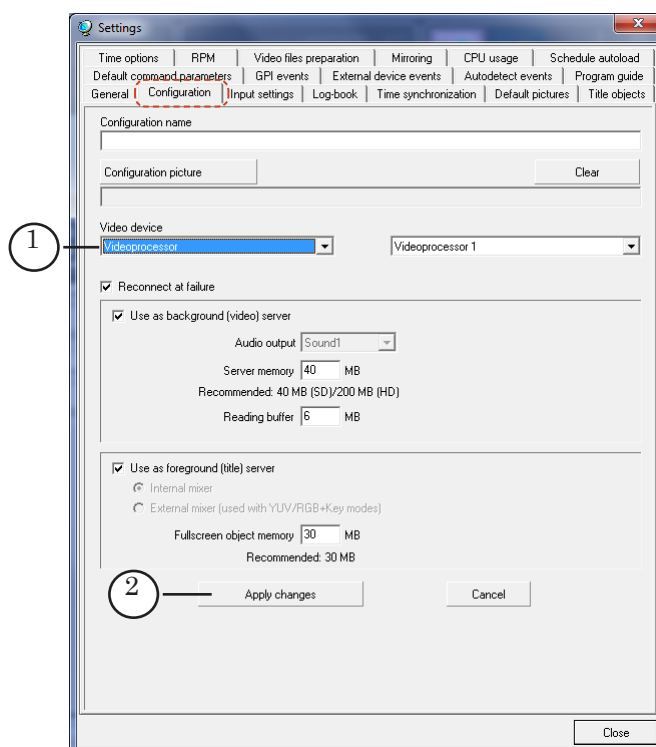 Settings
Time options RPM Video files preparation Mirroring CPU usage Schedule autoload
Default command parameters GPI events External device events Autodetect events Program guide
General Configuration Input settings Log-book Time synchronization Default pictures Title objects
Configuration name
Configuration picture Clear
Video device
1 Videoprocessor Videoprocessor 1
Reconnect at failure
Use as background (video) server
Audio output Sound1
Server memory 40 MB
Recommended: 40 MB (SD)/200 MB (HD)
Reading buffer 6 MB
Use as foreground (title) server
Internal mixer
External mixer (used with YUV/RGB+Key modes)
Fullscreen object memory 30 MB
Recommended: 30 MB
2 Apply changes Cancel
Close